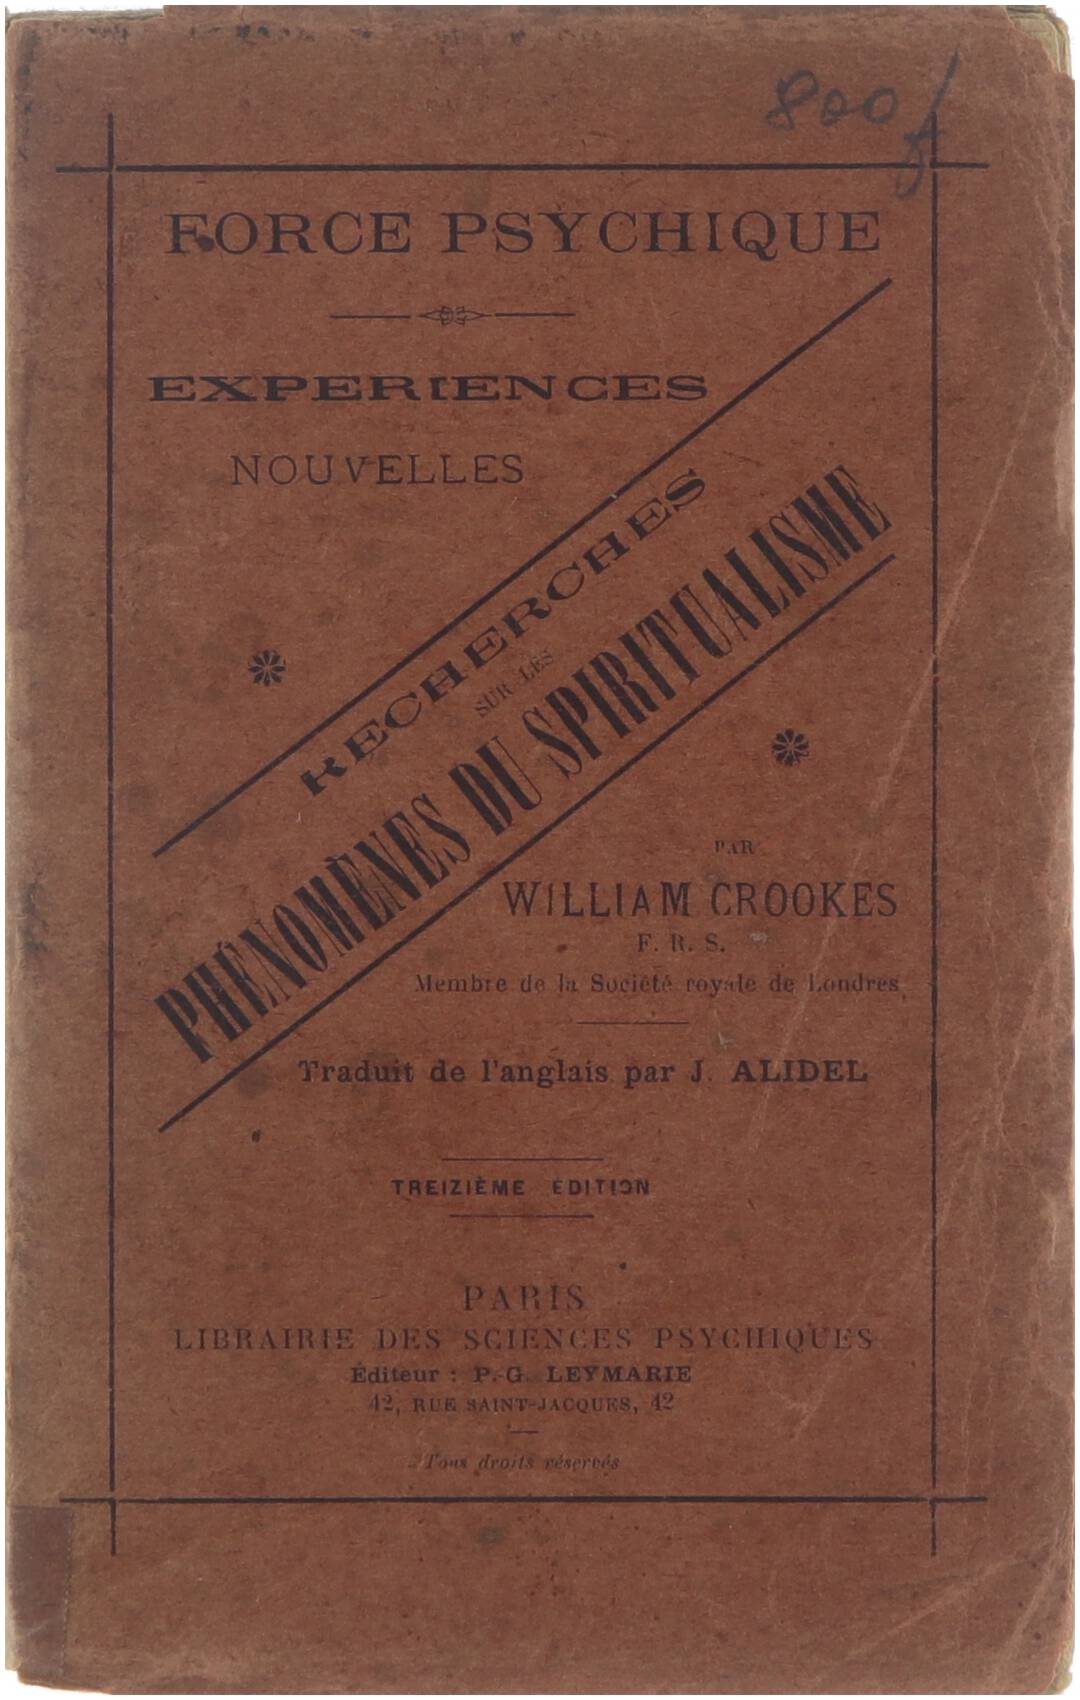 800 f
FORCE PSYCHIQUE
EXPERIENCES
NOUVELLES
RECHERCHES
SUR LES
PHÉNOMÈNES DU SPIRITUALISME
PAR
WILLIAM CROOKES
F. R. S.
Membre de la Société royale de Londres
Traduit de l'anglais par J. ALIDEL
TREIZIÈME EDITION
PARIS
LIBRAIRIE DES SCIENCES PSYCHIQUES
Éditeur : P.-G. LEYMARIE
42, RUE SAINT-JACQUES, 42
Tous droits réservés